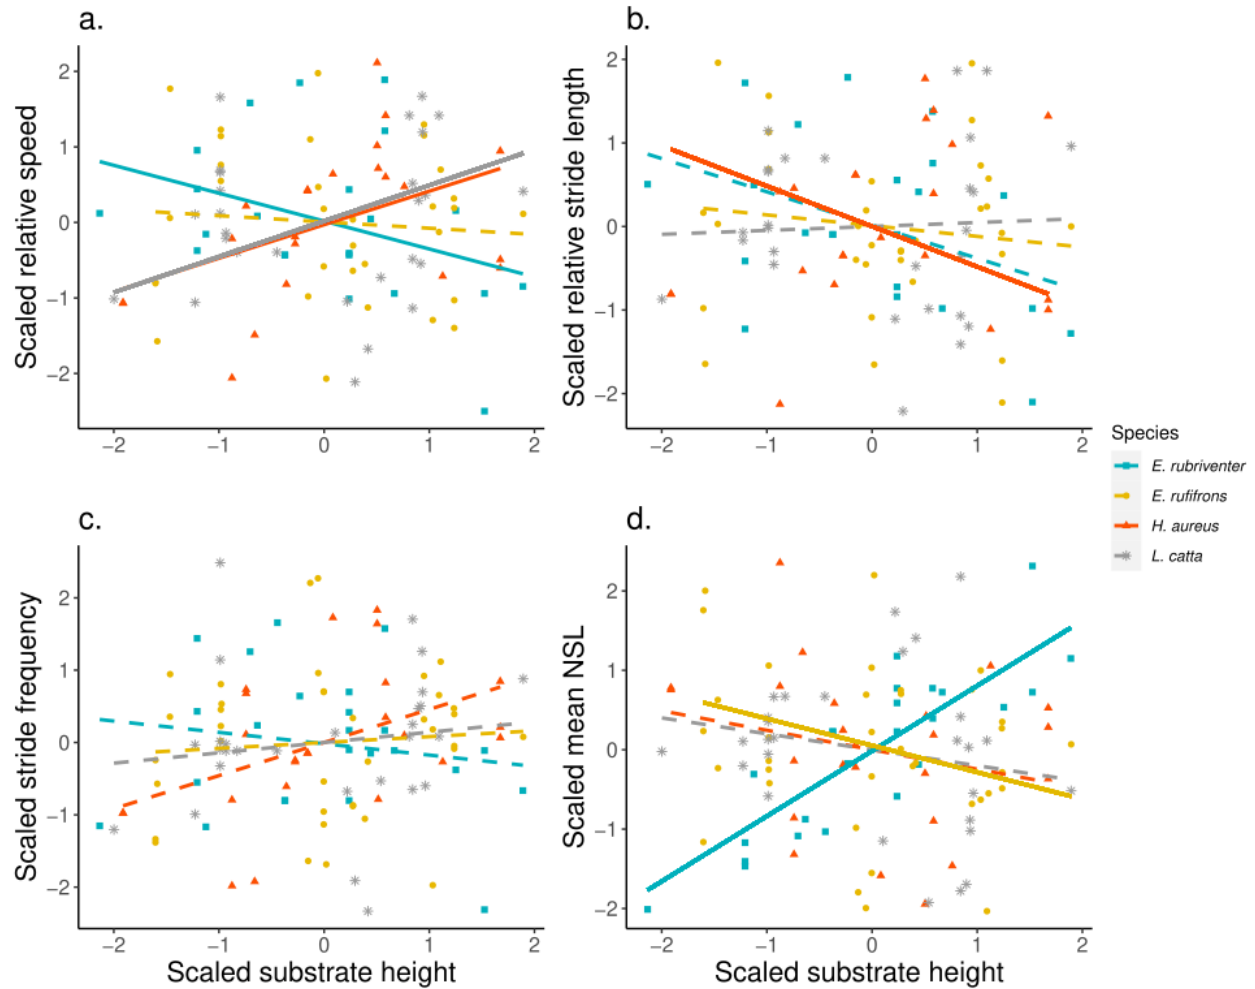 a.
Scaled relative speed
2
1
0
−1
−2
−2 −1 0 1 2
b.
Scaled relative stride length
2
1
0
−1
−2
−2 −1 0 1 2
Species
E. rubriventer
E. rufifrons
H. aureus
L. catta
c.
Scaled stride frequency
2
1
0
−1
−2
−2 −1 0 1 2
Scaled substrate height
d.
Scaled mean NSL
2
1
0
−1
−2
−2 −1 0 1 2
Scaled substrate height